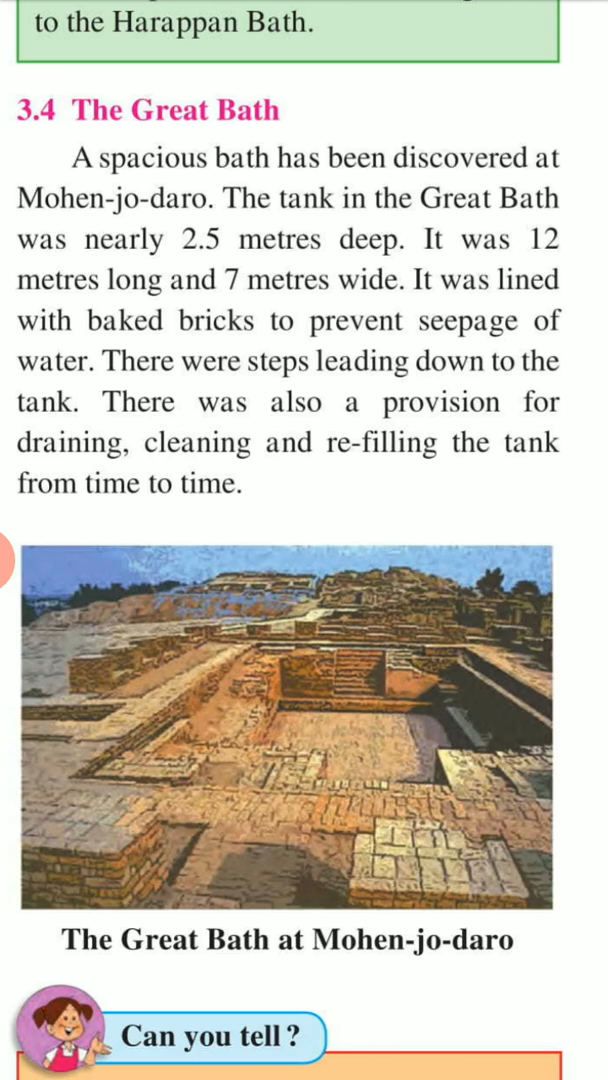 to the Harappan Bath.
3.4 The Great Bath
A spacious bath has been discovered at
Mohen-jo-daro. The tank in the Great Bath
was nearly 2.5 metres deep. It was 12
metres long and 7 metres wide. It was lined
with baked bricks to prevent seepage of
water. There were steps leading down to the
tank. There was also a provision for
draining, cleaning and re-filling the tank
from time to time.
The Great Bath at Mohen-jo-daro
Can you tell ?